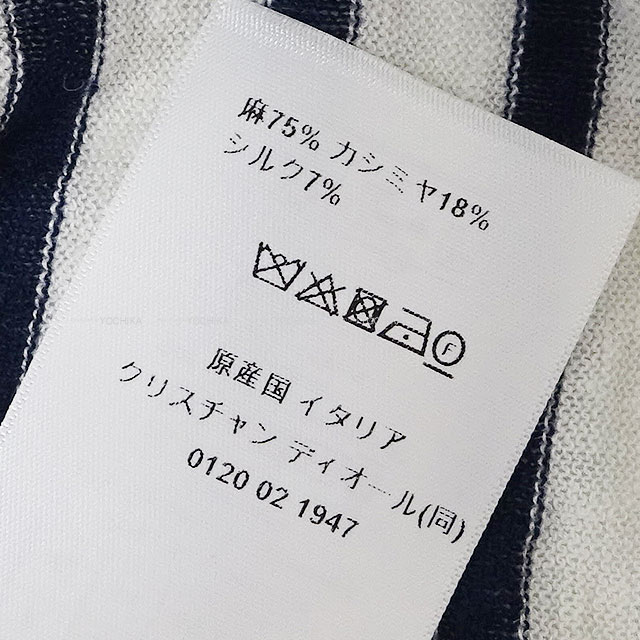 麻75% カシミヤ18%
シルク7%
F
原産国 イタリア
クリスチャン ディオール(同)
0120 02 1947